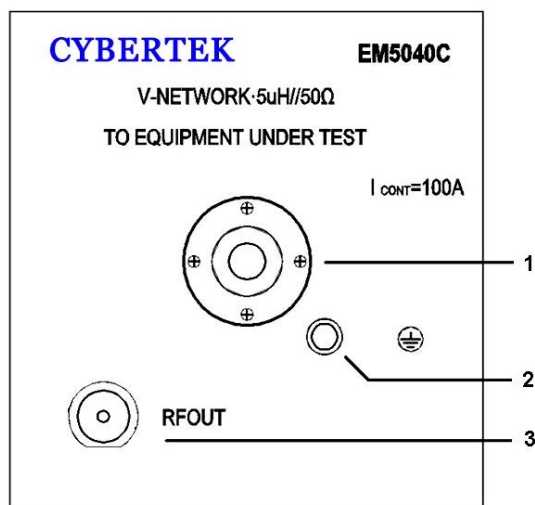 CYBERTEK EM5040C
V-NETWORK·5uH//50Ω
TO EQUIPMENT UNDER TEST
I CONT=100A
1
2
RFOUT
3